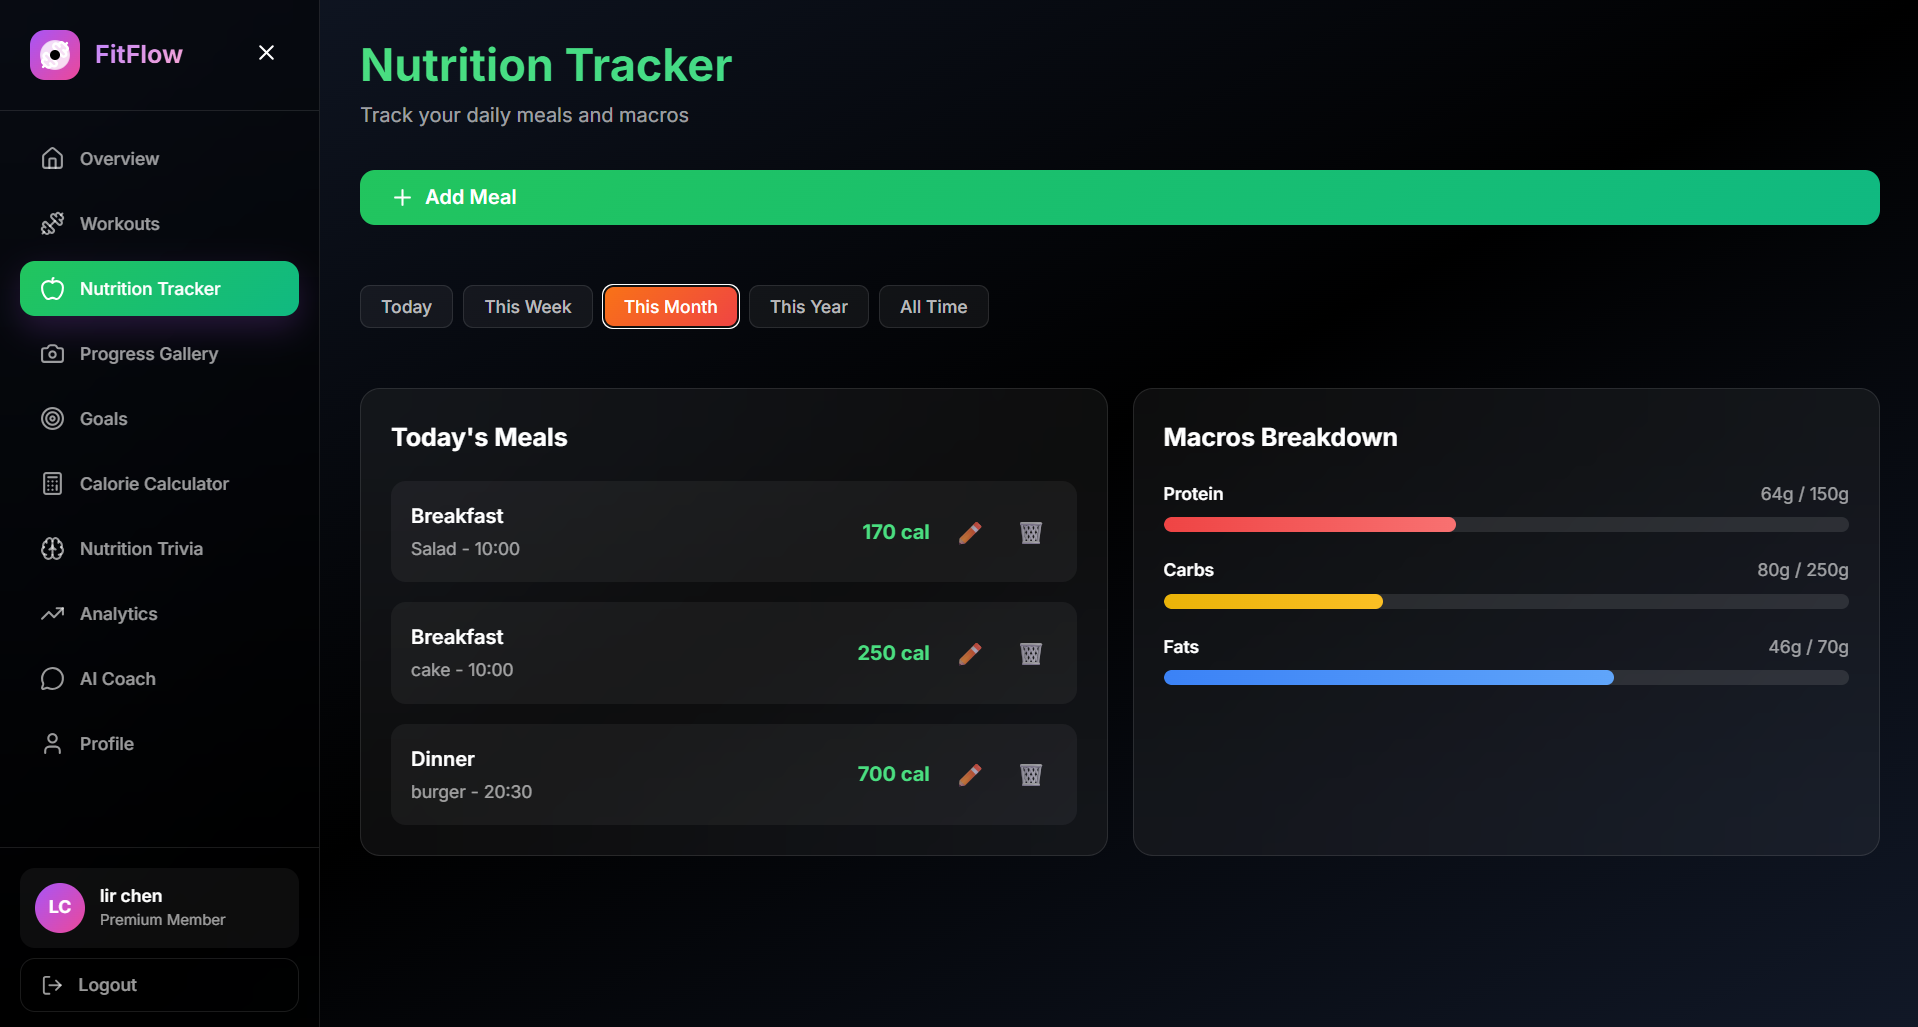 FitFlow
Overview
Workouts
Nutrition Tracker
Progress Gallery
Goals
Calorie Calculator
Nutrition Trivia
Analytics
AI Coach
Profile
LC
lir chen
Premium Member
Logout
Nutrition Tracker
Track your daily meals and macros
Add Meal
Today This Week This Month This Year All Time
Today's Meals
Breakfast
Salad - 10:00
170 cal
Breakfast
cake - 10:00
250 cal
Dinner
burger - 20:30
700 cal
Macros Breakdown
Protein 64g / 150g
Carbs 80g / 250g
Fats 46g / 70g